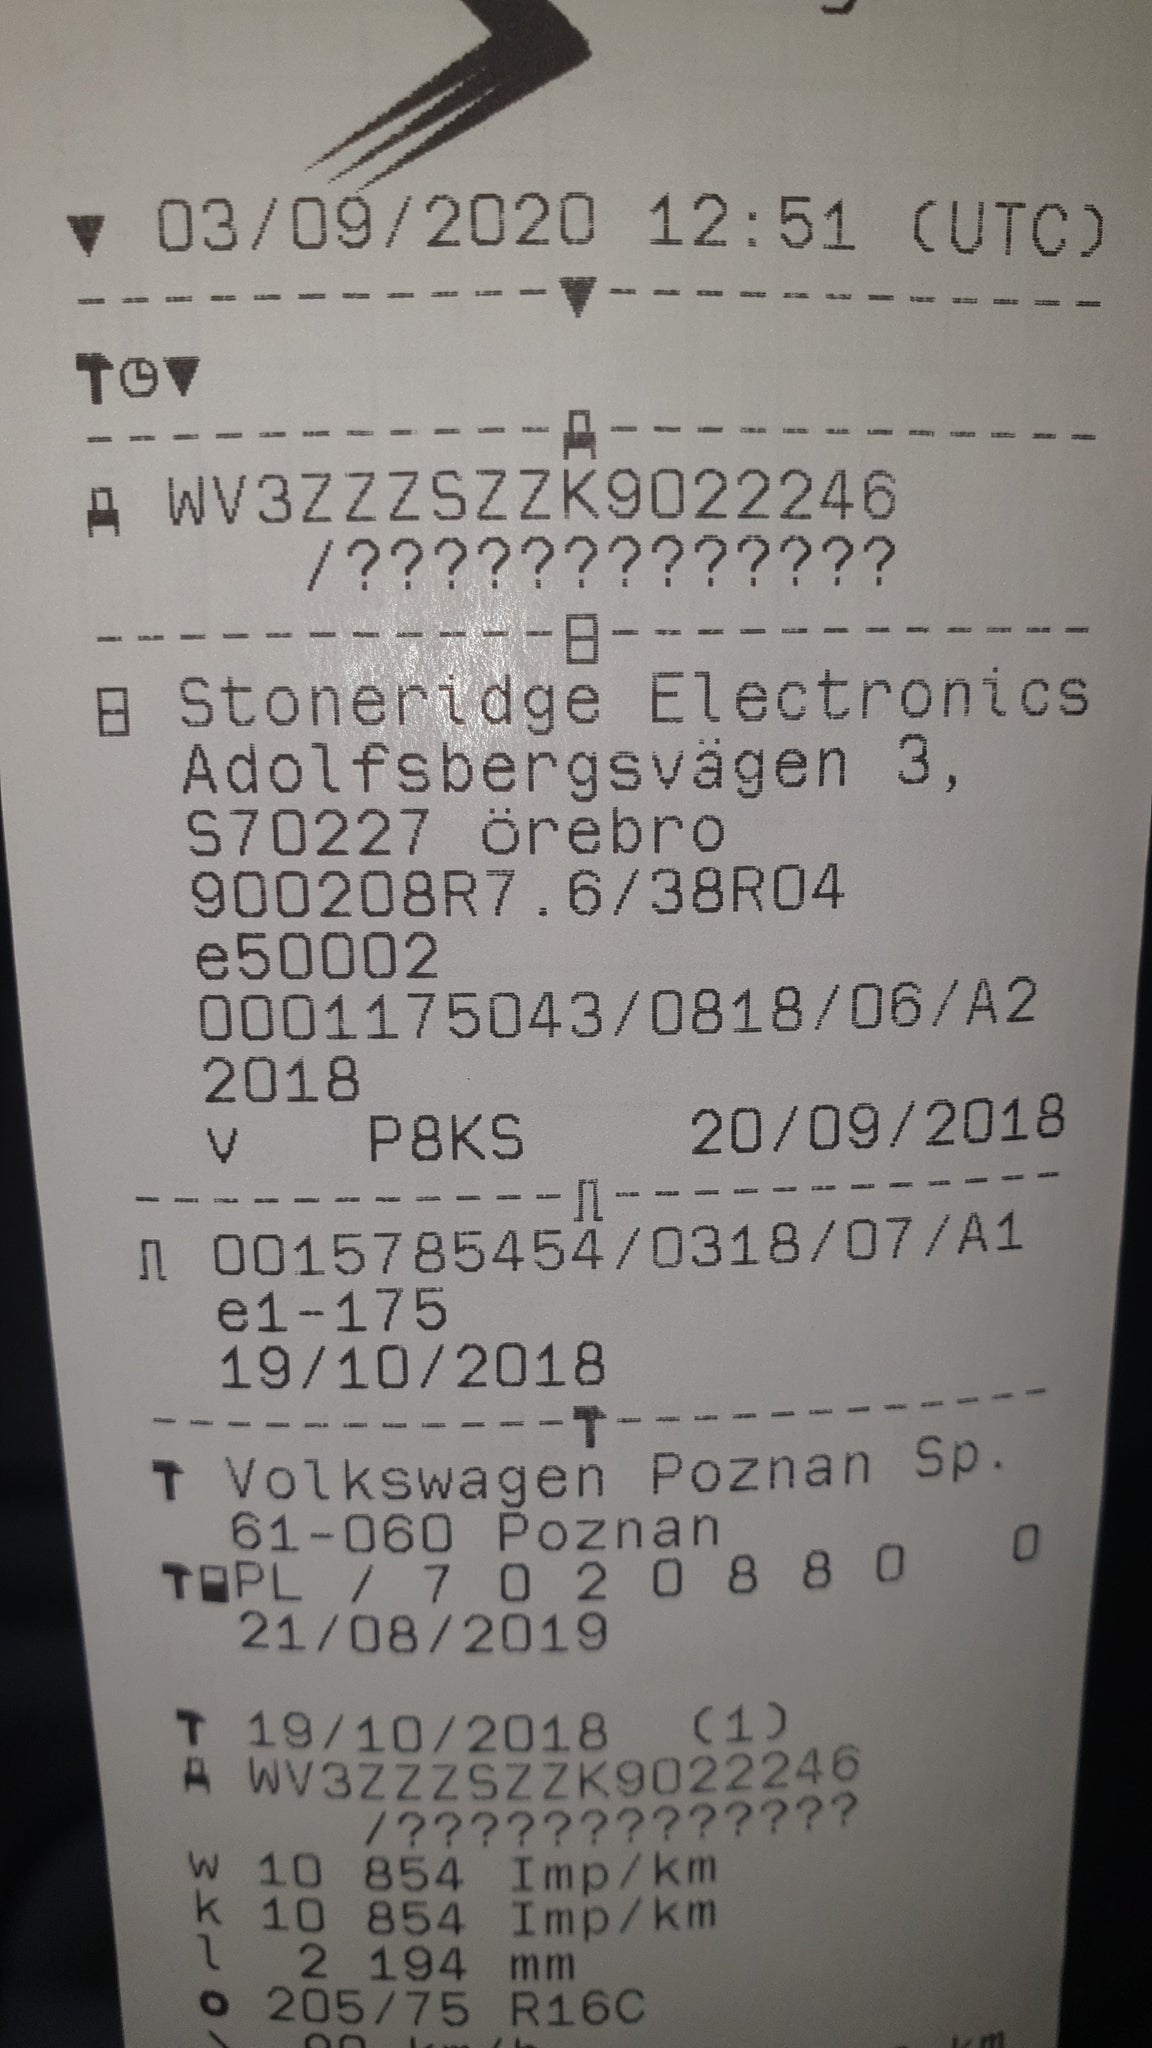 ▼ 03/09/2020 12:51 (UTC)
WV3ZZZSZZK9022246
/?????????????
Stoneridge Electronics
Adolfsbergsvägen 3,
S70227 örebro
900208R7.6/38R04
e50002
0001175043/0818/06/A2
2018
v P8KS 20/09/2018
0015785454/0318/07/A1
e1-175
19/10/2018
Volkswagen Poznan Sp.
61-060 Poznan
PL / 7 0 2 0 8 8 0 0
21/08/2019
19/10/2018 (1)
WV3ZZZSZZK9022246
/?????????????
w 10 854 Imp/km
k 10 854 Imp/km
l 2 194 mm
o 205/75 R16C
km/h km